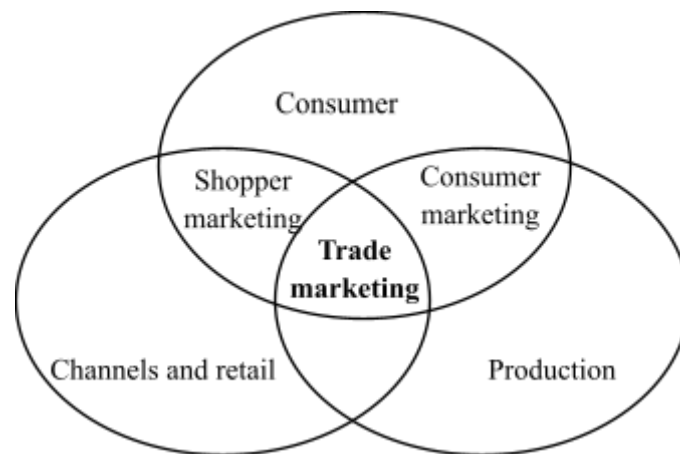 Consumer
Shopper
marketing
Consumer
marketing
Trade
marketing
Channels and retail
Production